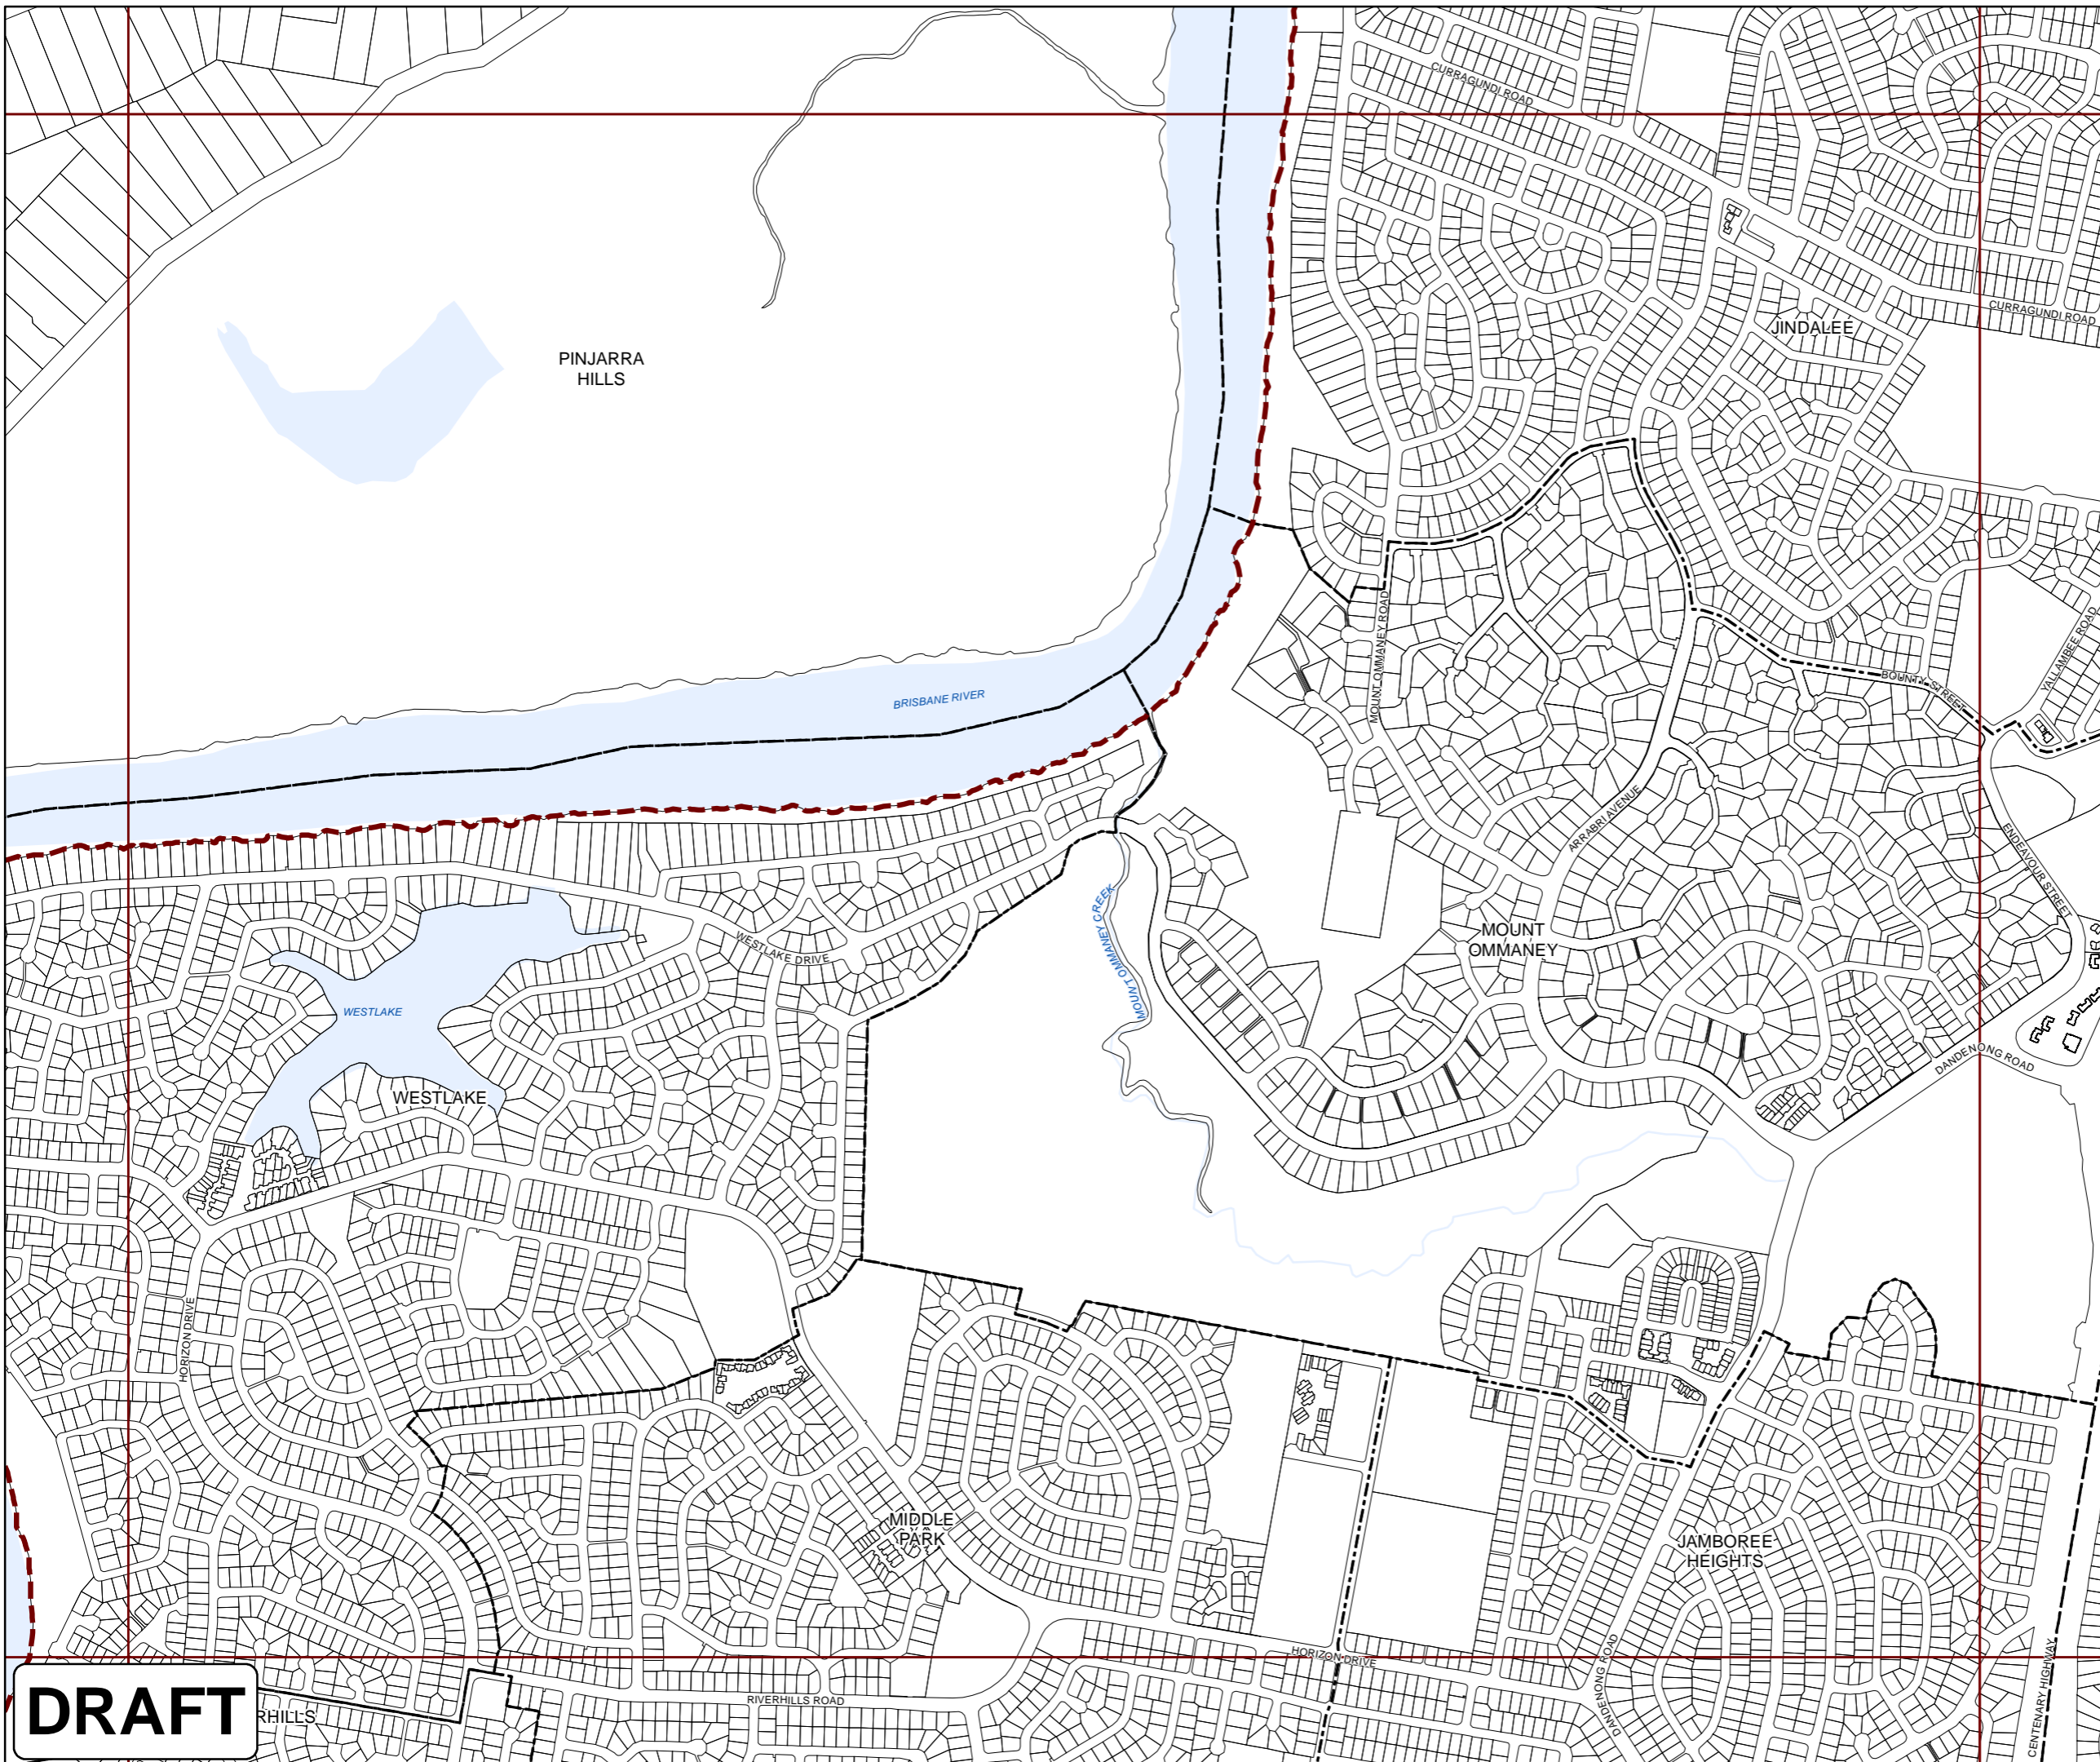 CURRAGUNDI ROAD
CURRAGUNDI ROAD
JINDALEE
PINJARRA
HILLS
MOUNT OMMANEY ROAD
YALLAMBEE ROAD
BOUNTY STREET
BRISBANE RIVER
ARRABRI AVENUE
ENDEAVOUR STREET
MOUNT OMMANEY CREEK
MOUNT
OMMANEY
WESTLAKE DRIVE
WESTLAKE
DANDENONG ROAD
WESTLAKE
HORIZON DRIVE
MIDDLE
PARK
JAMBOREE
HEIGHTS
HORIZON DRIVE
DANDENONG ROAD
CENTENARY HIGHWAY
RIVERHILLS ROAD
DRAFT
RHILLS